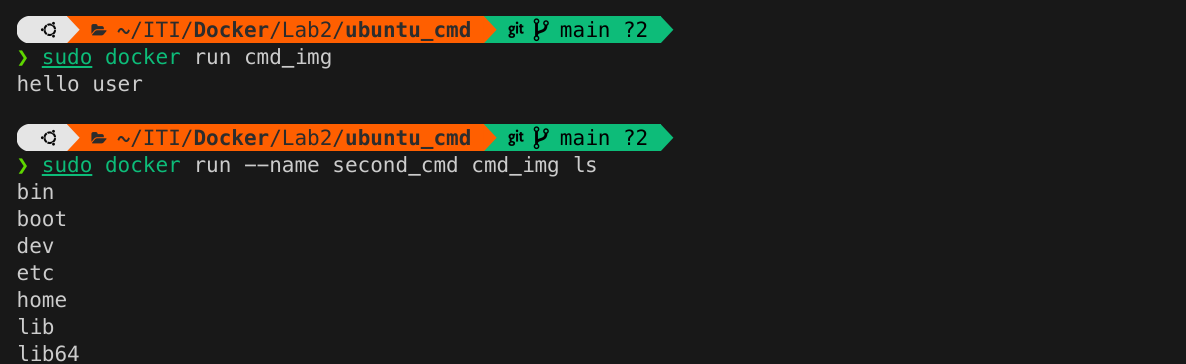 ~/ITI/Docker/Lab2/ubuntu_cmd git main ?2
❯ sudo docker run cmd_img
hello user
~/ITI/Docker/Lab2/ubuntu_cmd git main ?2
❯ sudo docker run --name second_cmd cmd_img ls
bin
boot
dev
etc
home
lib
lib64